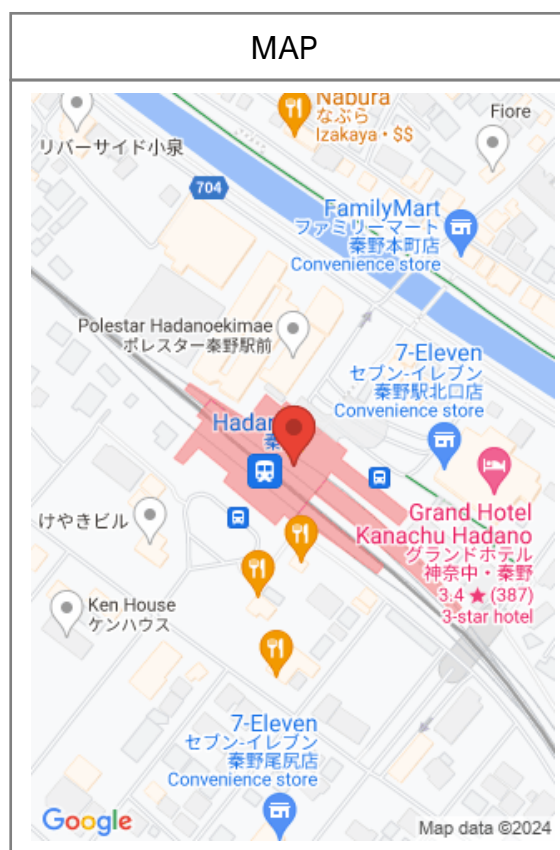 MAP
Nabura
なぶら
Izakaya・$$
Fiore
リバーサイド小泉
704
FamilyMart
ファミリーマート
秦野本町店
Convenience store
Polestar Hadanoekimae
ポレスター秦野駅前
7-Eleven
セブン-イレブン
秦野駅北口店
Convenience store
Grand Hotel
Kanachu Hadano
グランドホテル
神奈中・秦野
3.4 ★ (387)
3-star hotel
けやきビル
Ken House
ケンハウス
7-Eleven
セブン-イレブン
秦野尾尻店
Convenience store
Google
Map data ©2024